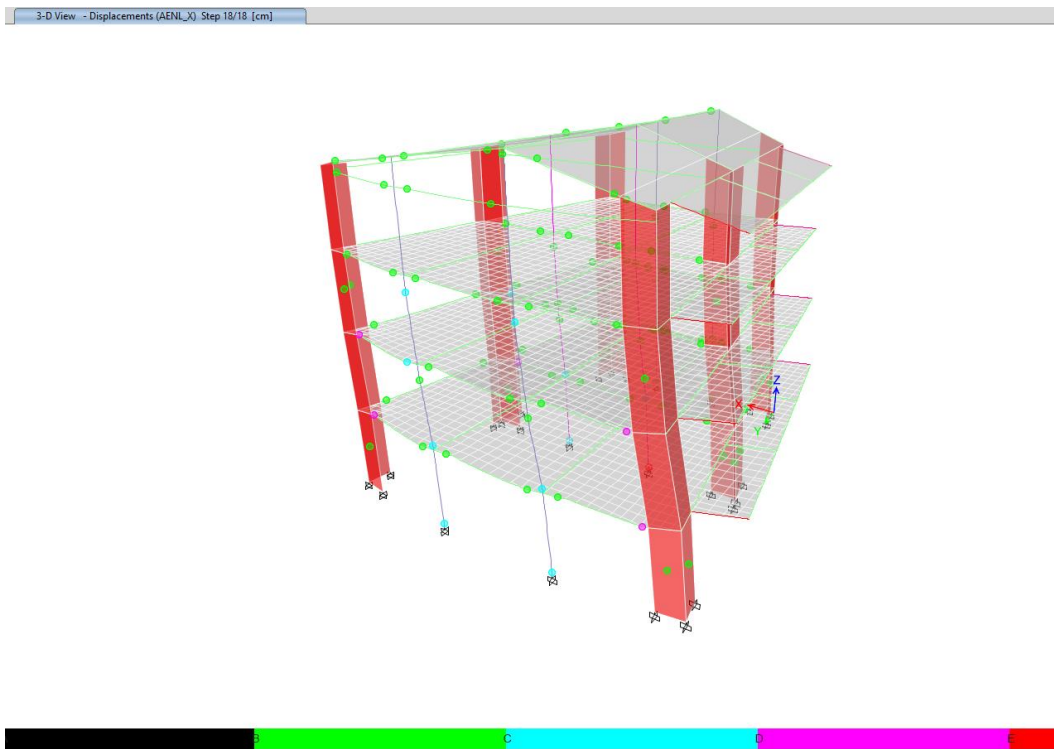 3-D View - Displacements (AENL_X) Step 18/18 [cm]
Z
X
Y
B C D E